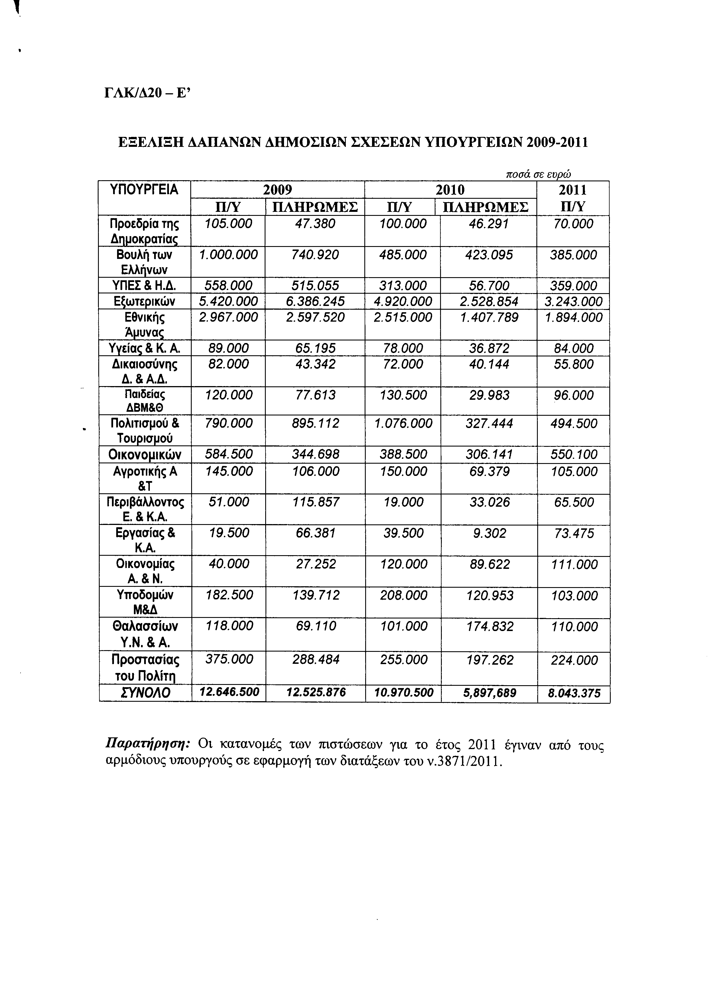 ΓΛΚ/Δ20 – Ε’
ΕΞΕΛΙΞΗ ΔΑΠΑΝΩΝ ΔΗΜΟΣΙΩΝ ΣΧΕΣΕΩΝ ΥΠΟΥΡΓΕΙΩΝ 2009-2011
ποσά σε ευρώ
ΥΠΟΥΡΓΕΙΑ 2009 2010 2011
Π/Υ ΠΛΗΡΩΜΕΣ Π/Υ ΠΛΗΡΩΜΕΣ Π/Υ
Προεδρία της 105.000 47.380 100.000 46.291 70.000
Δημοκρατίας
Βουλή των 1.000.000 740.920 485.000 423.095 385.000
Ελλήνων
ΥΠΕΣ & Η.Δ. 558.000 515.055 313.000 56.700 359.000
Εξωτερικών 5.420.000 6.386.245 4.920.000 2.528.854 3.243.000
Εθνικής 2.967.000 2.597.520 2.515.000 1.407.789 1.894.000
Άμυνας
Υγείας & Κ. Α. 89.000 65.195 78.000 36.872 84.000
Δικαιοσύνης 82.000 43.342 72.000 40.144 55.800
Δ. & Α.Δ.
Παιδείας 120.000 77.613 130.500 29.983 96.000
ΔΒΜ&Θ
Πολιτισμού & 790.000 895.112 1.076.000 327.444 494.500
Τουρισμού
Οικονομικών 584.500 344.698 388.500 306.141 550.100
Αγροτικής Α 145.000 106.000 150.000 69.379 105.000
&Τ
Περιβάλλοντος 51.000 115.857 19.000 33.026 65.500
Ε. & Κ.Α.
Εργασίας & 19.500 66.381 39.500 9.302 73.475
Κ.Α.
Οικονομίας 40.000 27.252 120.000 89.622 111.000
Α. & Ν.
Υποδομών 182.500 139.712 208.000 120.953 103.000
Μ&Δ
Θαλασσίων 118.000 69.110 101.000 174.832 110.000
Υ.Ν. & Α.
Προστασίας 375.000 288.484 255.000 197.262 224.000
του Πολίτη
ΣΥΝΟΛΟ 12.646.500 12.525.876 10.970.500 5,897,689 8.043.375
Παρατήρηση: Οι κατανομές των πιστώσεων για το έτος 2011 έγιναν από τους
αρμόδιους υπουργούς σε εφαρμογή των διατάξεων του ν.3871/2011.